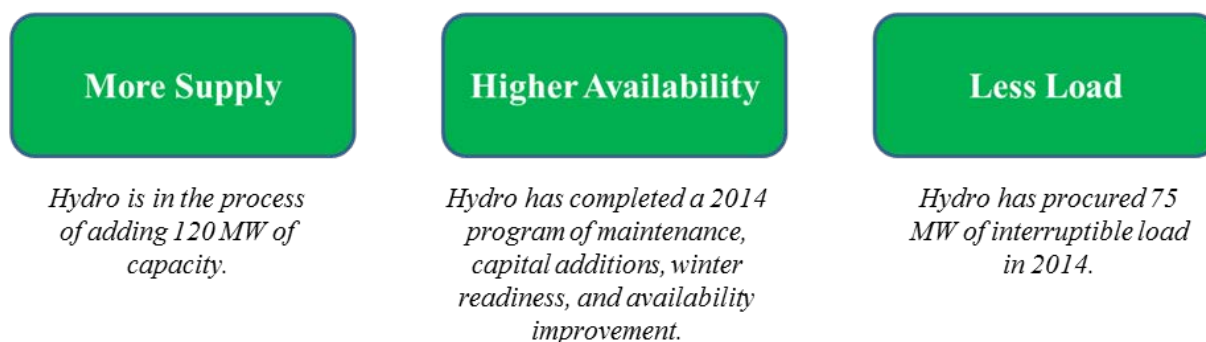 More Supply
Hydro is in the process
of adding 120 MW of
capacity.
Higher Availability
Hydro has completed a 2014
program of maintenance,
capital additions, winter
readiness, and availability
improvement.
Less Load
Hydro has procured 75
MW of interruptible load
in 2014.